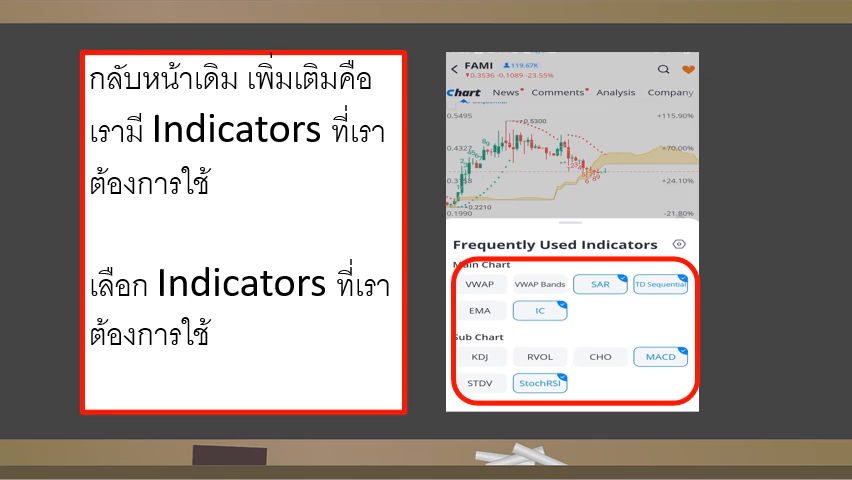 กลับหน้าเดิม เพิ่มเติมคือ
เรามี Indicators ที่เรา
ต้องการใช้
เลือก Indicators ที่เรา
ต้องการใช้
FAMI 119.67K
0.3536 -0.1089 -23.55%
Chart News Comments Analysis Company
0.5495 +115.90%
0.5300
0.4327 +70.00%
0.3158 +24.10%
0.2210
0.1990 -21.80%
Frequently Used Indicators
Main Chart
VWAP VWAP Bands SAR TD Sequential
EMA IC
Sub Chart
KDJ RVOL CHO MACD
STDV StochRSI